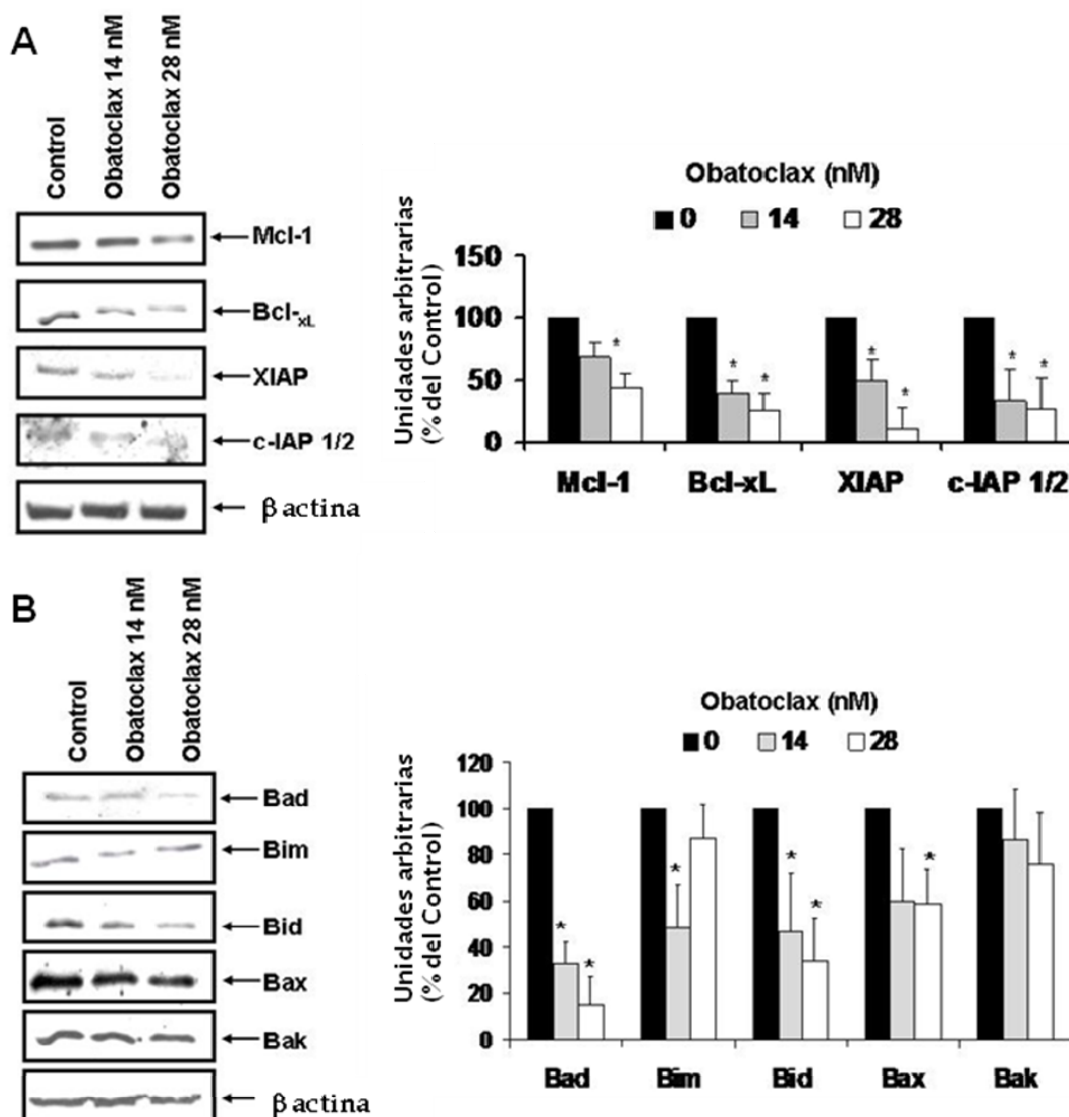 A
Control
Obatoclax 14 nM
Obatoclax 28 nM
Mcl-1
Bcl-xL
XIAP
c-IAP 1/2
β actina
Obatoclax (nM)
0 14 28
Unidades arbitrarias
(% del Control)
150
100
50
0
Mcl-1 Bcl-xL XIAP c-IAP 1/2
* * * * * * *
B
Control
Obatoclax 14 nM
Obatoclax 28 nM
Bad
Bim
Bid
Bax
Bak
β actina
Obatoclax (nM)
0 14 28
Unidades arbitrarias
(% del Control)
120
100
80
60
40
20
0
* * * * * *
Bad Bim Bid Bax Bak